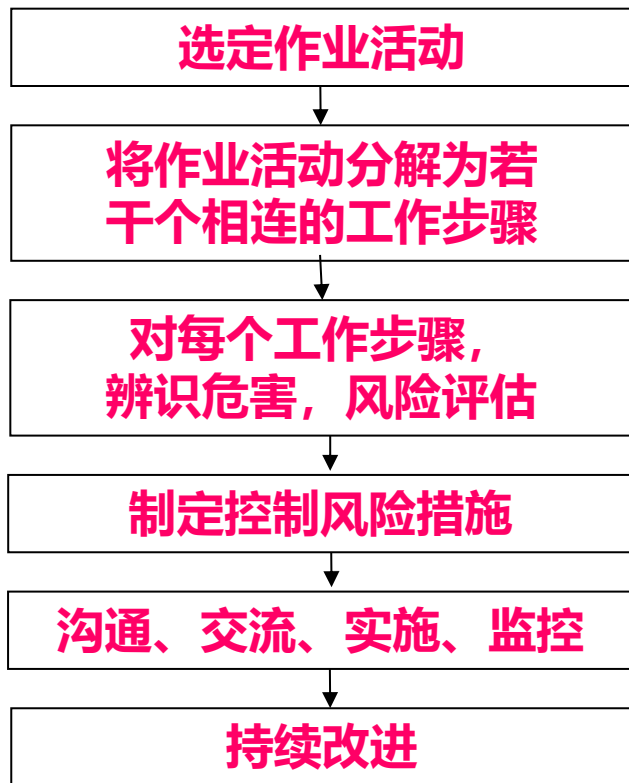 选定作业活动
将作业活动分解为若
干个相连的工作步骤
对每个工作步骤，
辨识危害，风险评估
制定控制风险措施
沟通、交流、实施、监控
持续改进